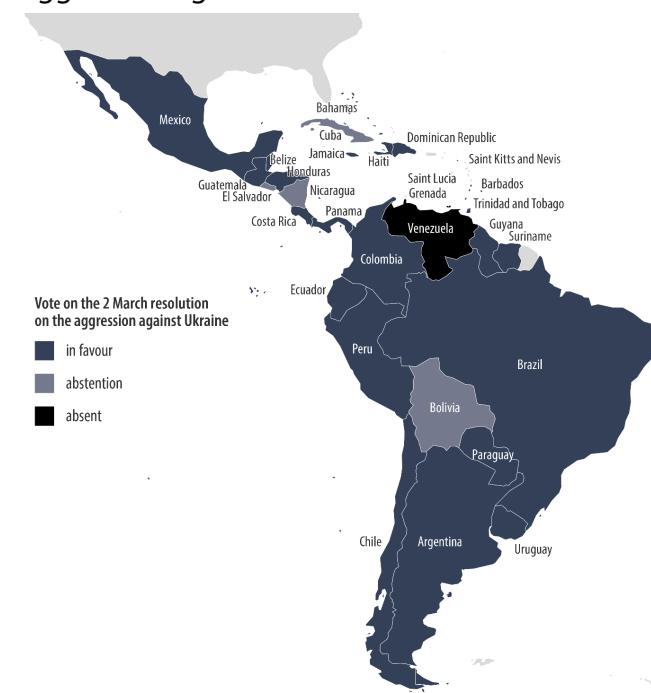 Mexico
Bahamas
Cuba
Dominican Republic
Jamaica
Haiti
Belize
Honduras
Saint Kitts and Nevis
Guatemala
El Salvador
Nicaragua
Saint Lucia
Grenada
Barbados
Trinidad and Tobago
Costa Rica
Panama
Venezuela
Guyana
Suriname
Colombia
Ecuador
Vote on the 2 March resolution
on the aggression against Ukraine
in favour
abstention
absent
Peru
Brazil
Bolivia
Paraguay
Chile
Argentina
Uruguay